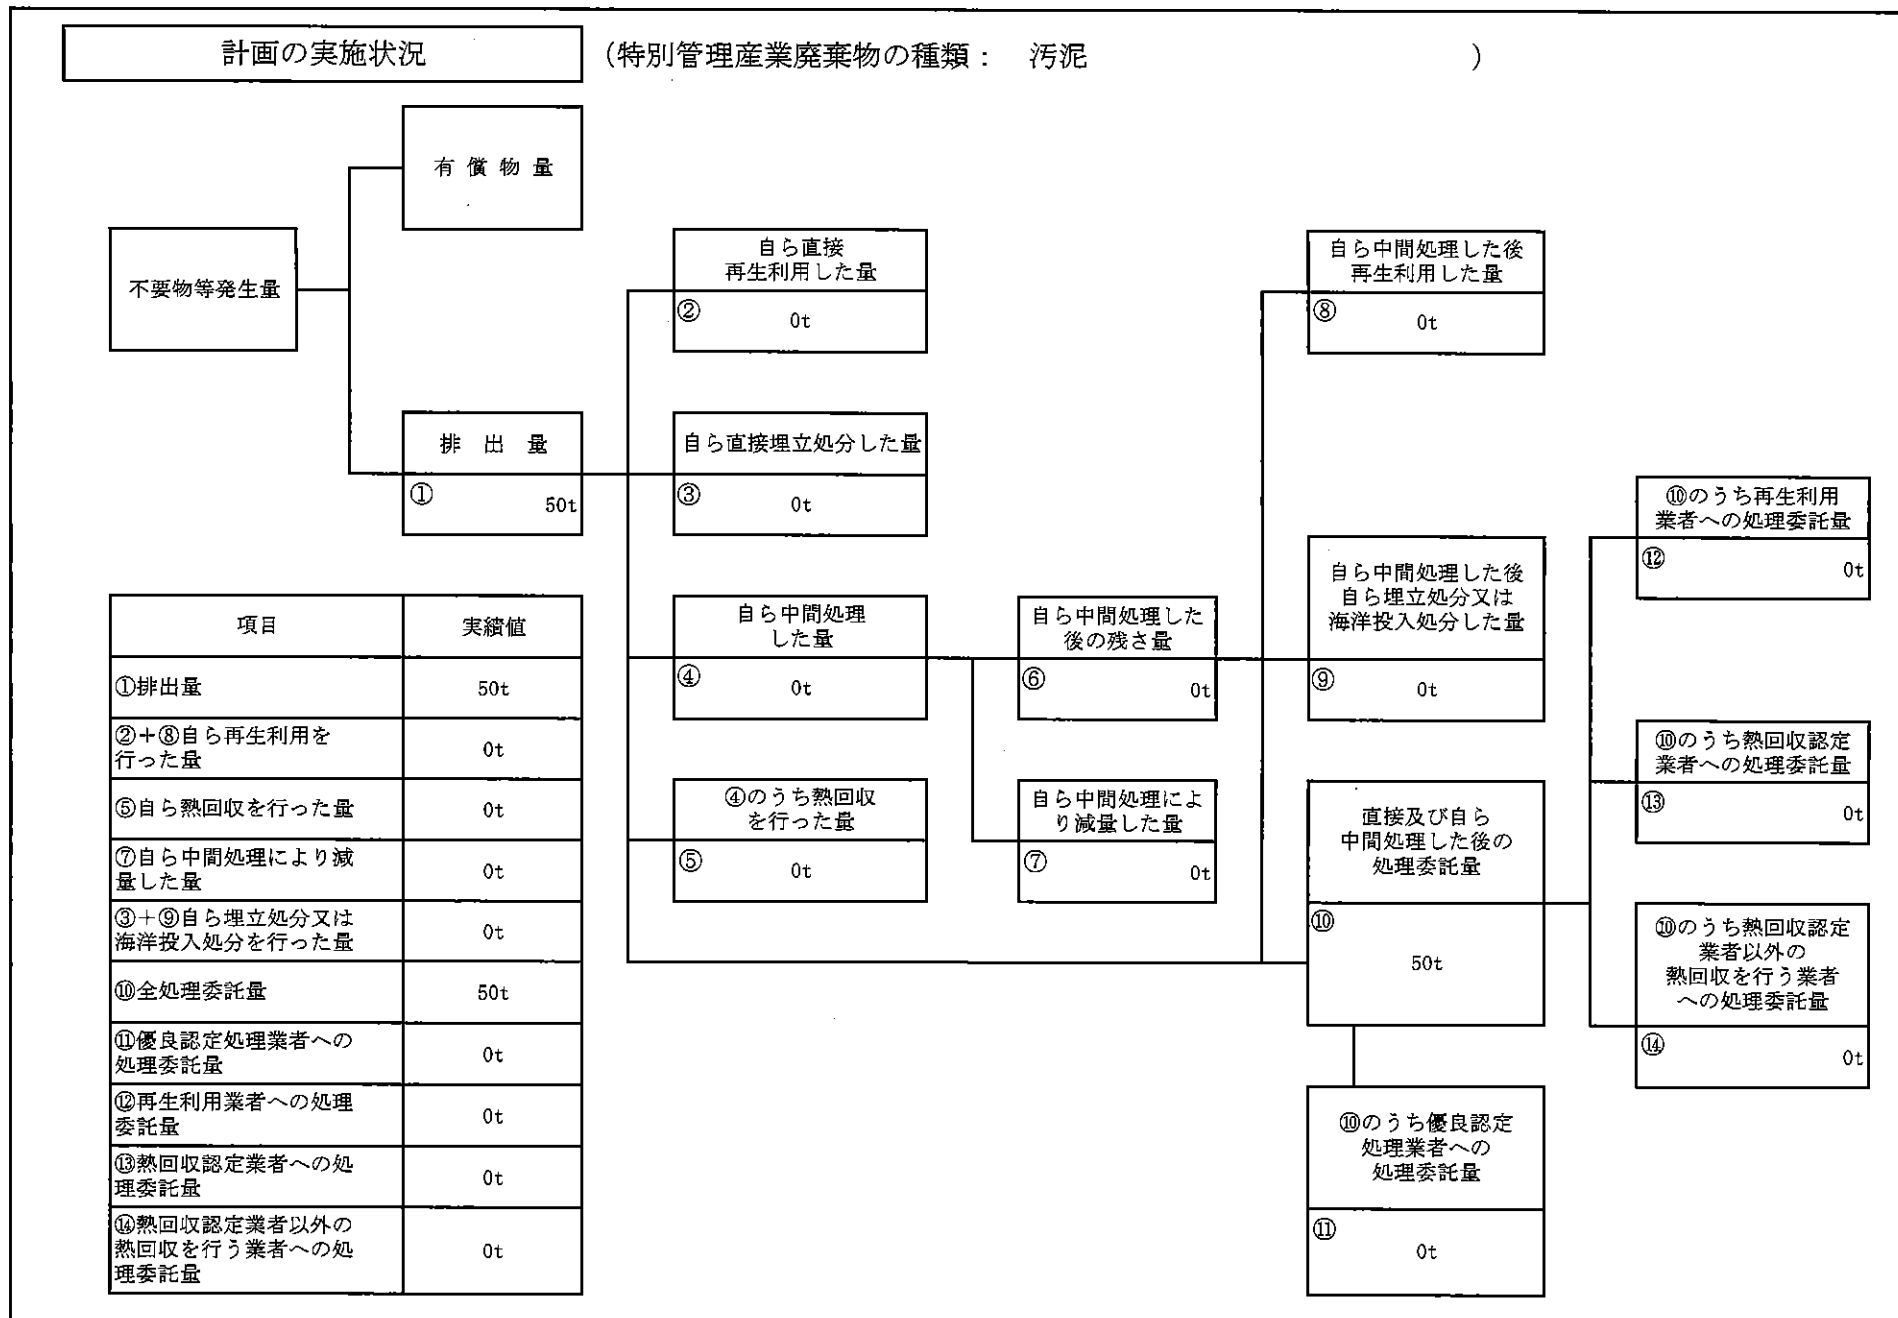 計画の実施状況
(特別管理産業廃棄物の種類： 汚泥 )
有償物量
不要物等発生量
排出量
① 50t
自ら直接
再生利用した量
② 0t
自ら直接埋立処分した量
③ 0t
自ら中間処理
した量
④ 0t
④のうち熱回収
を行った量
⑤ 0t
自ら中間処理した
後の残さ量
⑥ 0t
自ら中間処理によ
り減量した量
⑦ 0t
自ら中間処理した後
再生利用した量
⑧ 0t
自ら中間処理した後
自ら埋立処分又は
海洋投入処分した量
⑨ 0t
直接及び自ら
中間処理した後の
処理委託量
⑩
50t
⑩のうち優良認定
処理業者への
処理委託量
⑪ 0t
⑩のうち再生利用
業者への処理委託量
⑫ 0t
⑩のうち熱回収認定
業者への処理委託量
⑬ 0t
⑩のうち熱回収認定
業者以外の
熱回収を行う業者
への処理委託量
⑭ 0t
項目 実績値
①排出量 50t
②＋⑧自ら再生利用を
行った量 0t
⑤自ら熱回収を行った量 0t
⑦自ら中間処理により減
量した量 0t
③＋⑨自ら埋立処分又は
海洋投入処分を行った量 0t
⑩全処理委託量 50t
⑪優良認定処理業者への
処理委託量 0t
⑫再生利用業者への処理
委託量 0t
⑬熱回収認定業者への処
理委託量 0t
⑭熱回収認定業者以外の
熱回収を行う業者への処
理委託量 0t